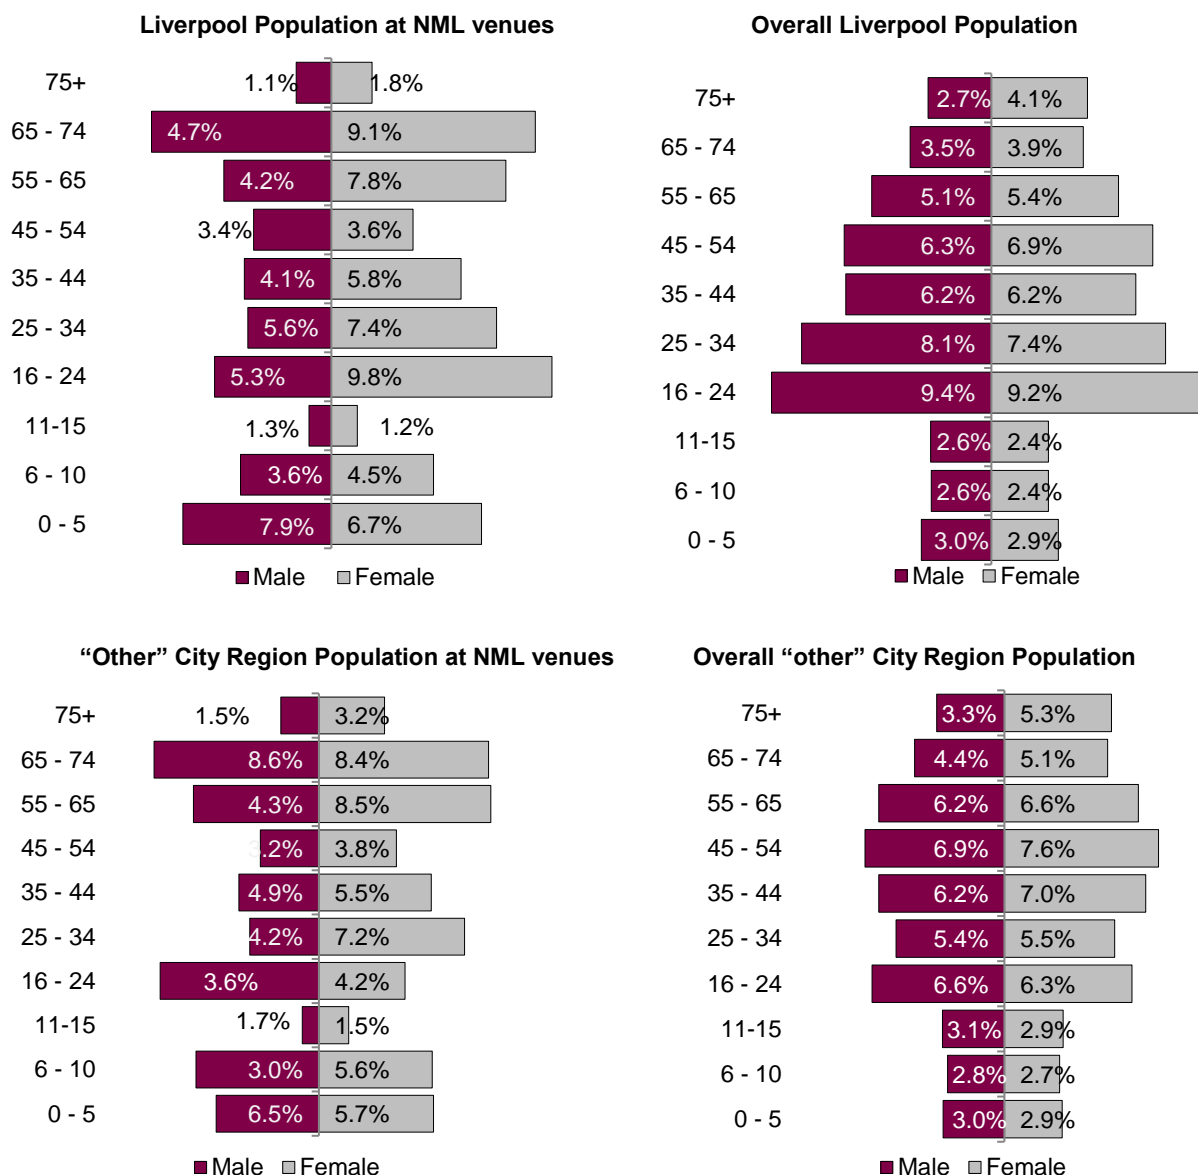 Liverpool Population at NML venues
75+ 1.1% 1.8%
65 - 74 4.7% 9.1%
55 - 65 4.2% 7.8%
45 - 54 3.4% 3.6%
35 - 44 4.1% 5.8%
25 - 34 5.6% 7.4%
16 - 24 5.3% 9.8%
11-15 1.3% 1.2%
6 - 10 3.6% 4.5%
0 - 5 7.9% 6.7%
Male Female
Overall Liverpool Population
75+ 2.7% 4.1%
65 - 74 3.5% 3.9%
55 - 65 5.1% 5.4%
45 - 54 6.3% 6.9%
35 - 44 6.2% 6.2%
25 - 34 8.1% 7.4%
16 - 24 9.4% 9.2%
11-15 2.6% 2.4%
6 - 10 2.6% 2.4%
0 - 5 3.0% 2.9%
Male Female
“Other” City Region Population at NML venues
75+ 1.5% 3.2%
65 - 74 8.6% 8.4%
55 - 65 4.3% 8.5%
45 - 54 3.2% 3.8%
35 - 44 4.9% 5.5%
25 - 34 4.2% 7.2%
16 - 24 3.6% 4.2%
11-15 1.7% 1.5%
6 - 10 3.0% 5.6%
0 - 5 6.5% 5.7%
Male Female
Overall “other” City Region Population
75+ 3.3% 5.3%
65 - 74 4.4% 5.1%
55 - 65 6.2% 6.6%
45 - 54 6.9% 7.6%
35 - 44 6.2% 7.0%
25 - 34 5.4% 5.5%
16 - 24 6.6% 6.3%
11-15 3.1% 2.9%
6 - 10 2.8% 2.7%
0 - 5 3.0% 2.9%
Male Female